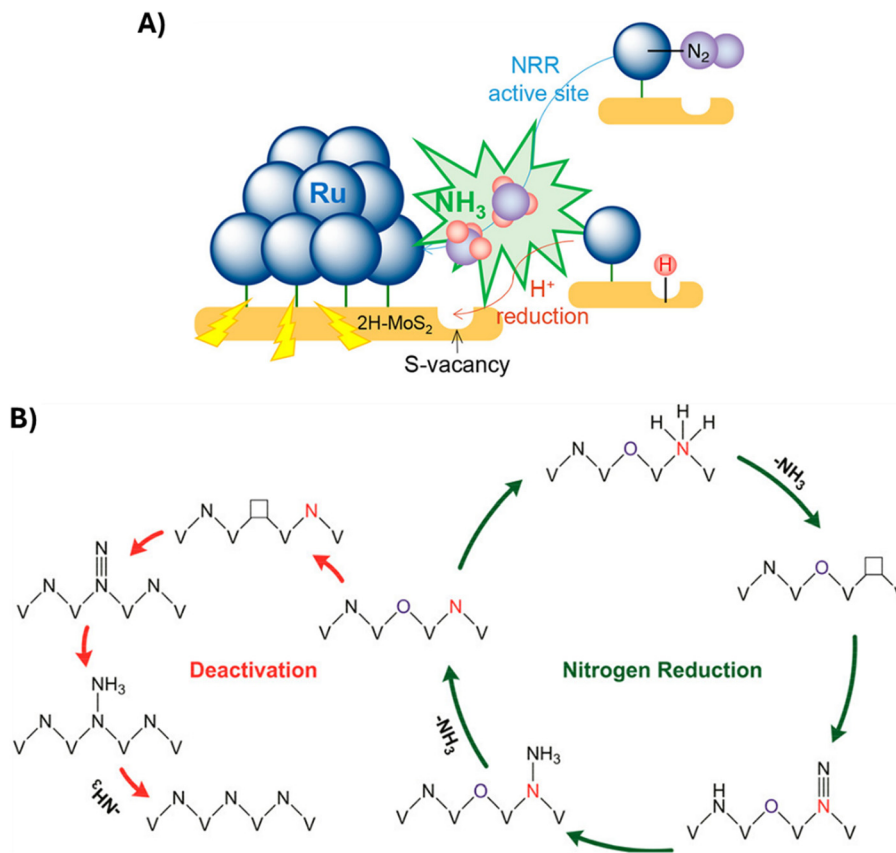 A)
N₂
NRR
active site
Ru
NH₃
H
H⁺
reduction
2H-MoS₂
S-vacancy
B)
H
H H
N O N
V V V V
-NH₃
N O
V V V
N N
V V V V
N
N N N
V V V V
N O N
V V V V
Deactivation
Nitrogen Reduction
NH₃
N N N
V V V V
-NH₃
N N N
V V V V
-NH₃
NH₃
N O N
V V V V
N
H
N O N
V V V V